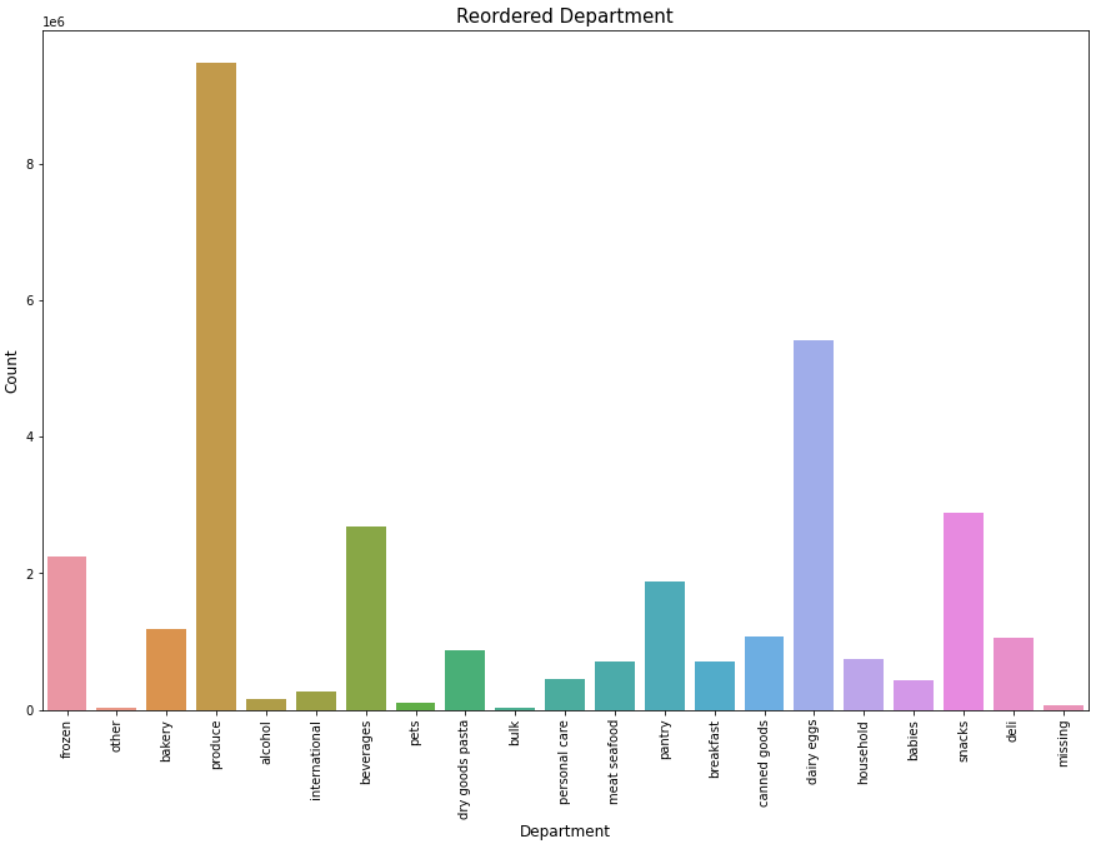 Reordered Department
1e6
8
6
4
2
0
Count
frozen
other
bakery
produce
alcohol
international
beverages
pets
dry goods pasta
bulk
personal care
meat seafood
pantry
breakfast
canned goods
dairy eggs
household
babies
snacks
deli
missing
Department